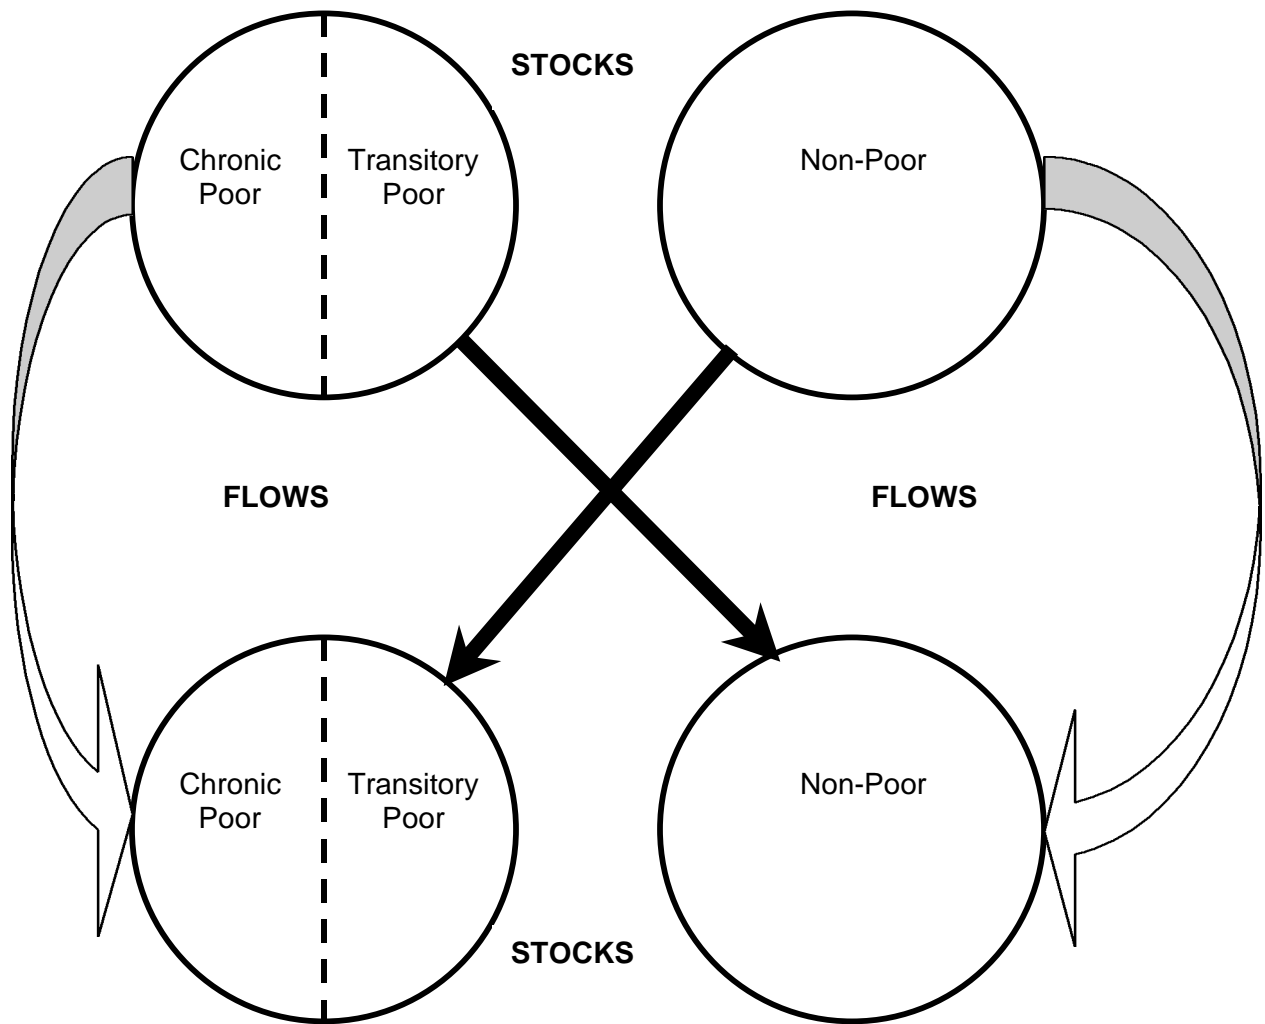 STOCKS
Chronic
Poor
Transitory
Poor
Non-Poor
FLOWS
FLOWS
Chronic
Poor
Transitory
Poor
Non-Poor
STOCKS